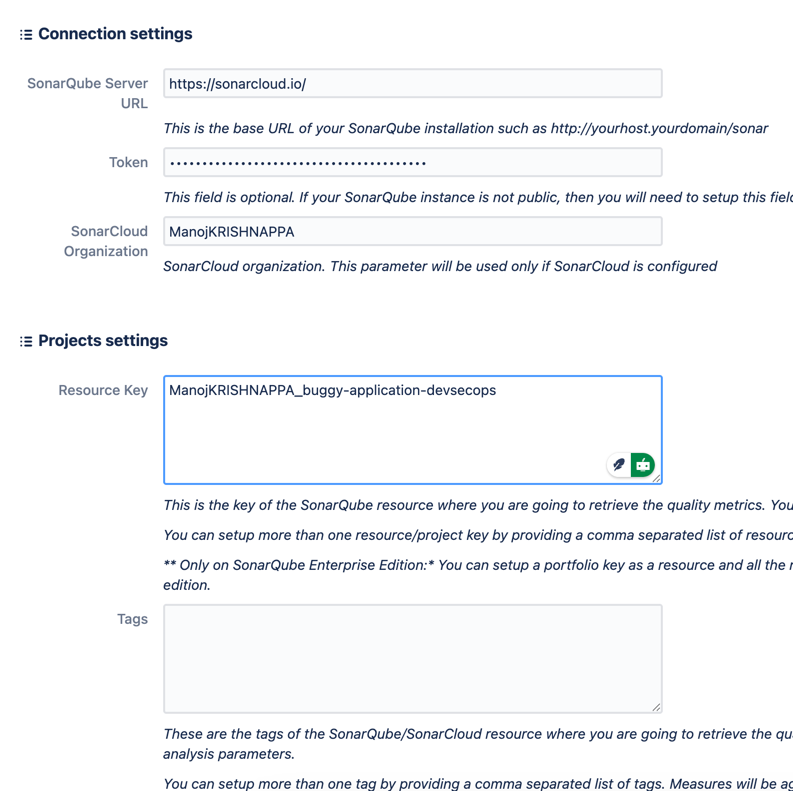 Connection settings
SonarQube Server
URL
https://sonarcloud.io/
This is the base URL of your SonarQube installation such as http://yourhost.yourdomain/sonar
Token
••••••••••••••••••••••••••••••••••••••••
This field is optional. If your SonarQube instance is not public, then you will need to setup this field
SonarCloud
Organization
ManojKRISHNAPPA
SonarCloud organization. This parameter will be used only if SonarCloud is configured
Projects settings
Resource Key
ManojKRISHNAPPA_buggy-application-devsecops
This is the key of the SonarQube resource where you are going to retrieve the quality metrics. You
You can setup more than one resource/project key by providing a comma separated list of resourc
** Only on SonarQube Enterprise Edition:* You can setup a portfolio key as a resource and all the
edition.
Tags
These are the tags of the SonarQube/SonarCloud resource where you are going to retrieve the qu
analysis parameters.
You can setup more than one tag by providing a comma separated list of tags. Measures will be ag